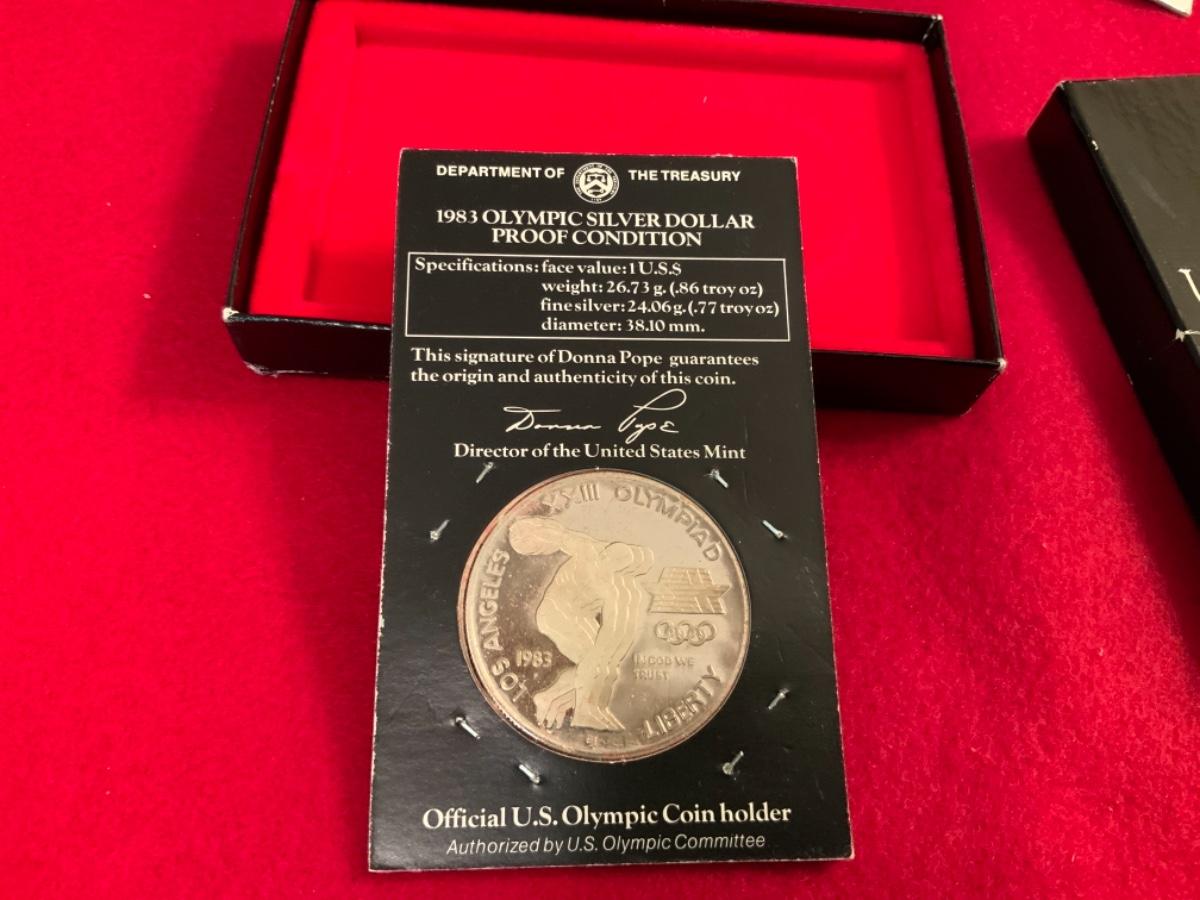 DEPARTMENT OF THE TREASURY
1983 OLYMPIC SILVER DOLLAR
PROOF CONDITION
Specifications: face value: 1 U.S.$
weight: 26.73 g. (.86 troy oz)
fine silver: 24.06 g. (.77 troy oz)
diameter: 38.10 mm.
This signature of Donna Pope guarantees
the origin and authenticity of this coin.
Donna Pope
Director of the United States Mint
LOS ANGELES XXIII OLYMPIAD
1983
IN GOD WE
TRUST
LIBERTY
Official U.S. Olympic Coin holder
Authorized by U.S. Olympic Committee